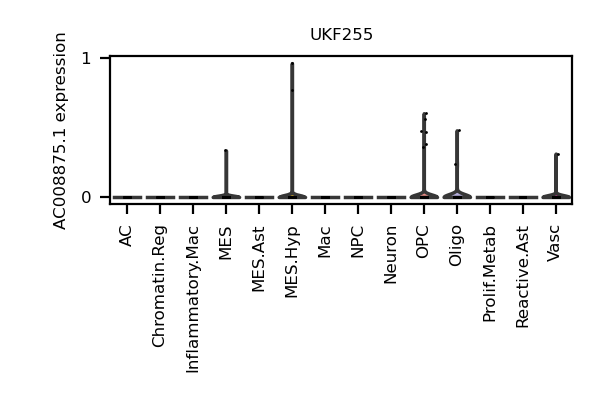 UKF255
AC008875.1 expression
1
0
AC
Chromatin.Reg
Inflammatory.Mac
MES
MES.Ast
MES.Hyp
Mac
NPC
Neuron
OPC
Oligo
Prolif.Metab
Reactive.Ast
Vasc